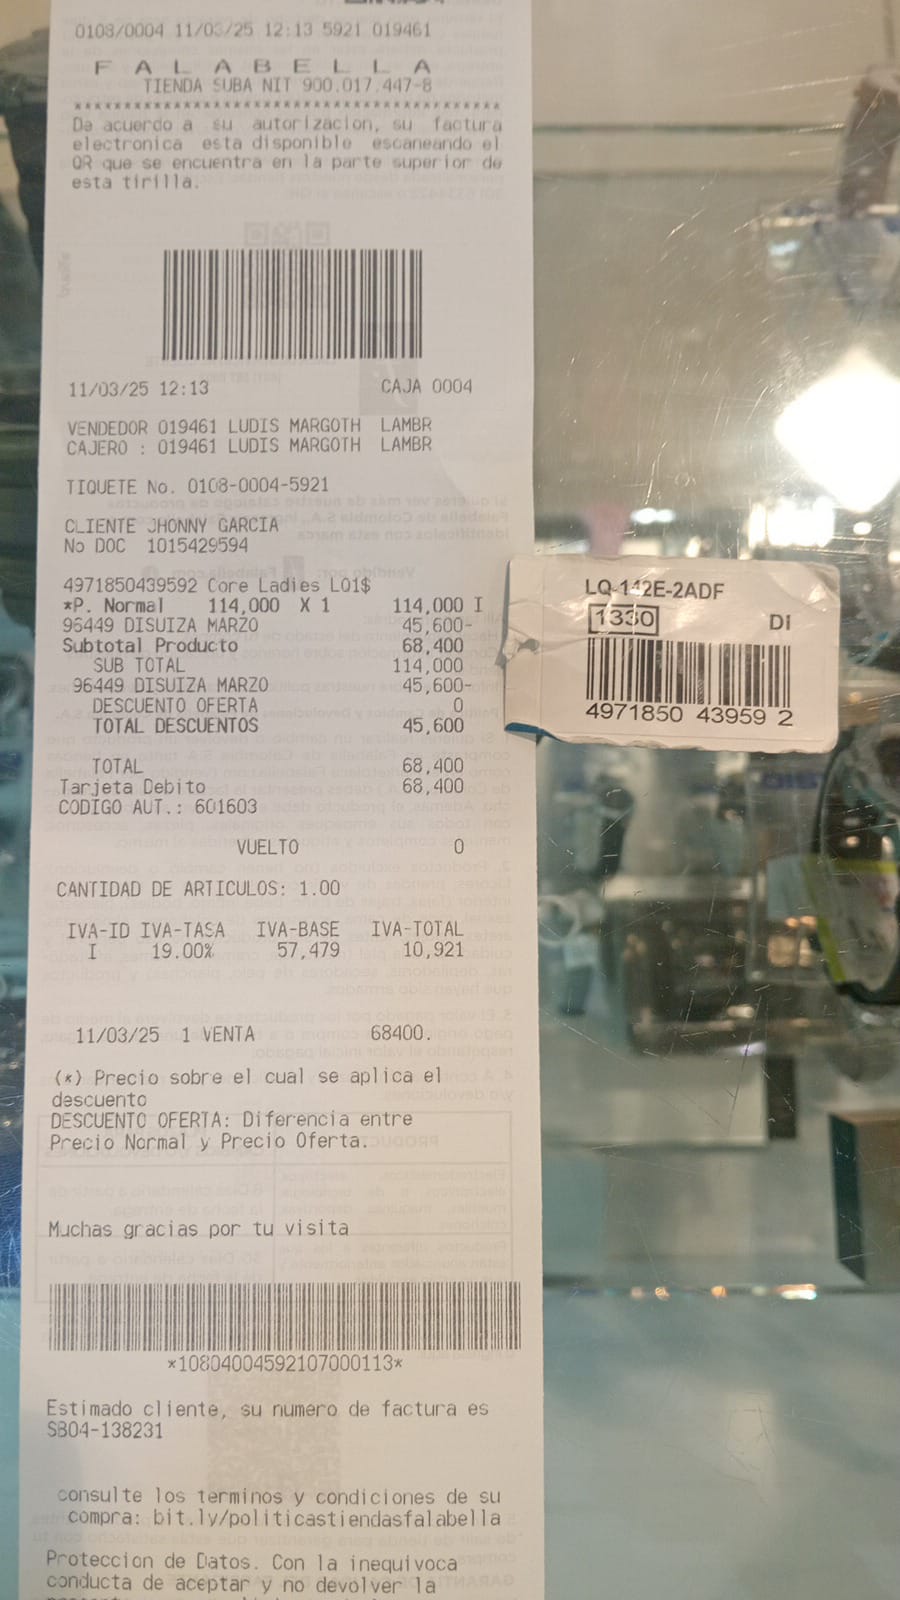 0108/0004 11/03/25 12:13 5921 019461
F A L A B E L L A
TIENDA SUBA NIT 900.017.447-8
*****************************************
De acuerdo a su autorizacion, su factura
electronica esta disponible escaneando el
QR que se encuentra en la parte superior de
esta tirilla.
11/03/25 12:13 CAJA 0004
VENDEDOR 019461 LUDIS MARGOTH LAMBR
CAJERO : 019461 LUDIS MARGOTH LAMBR
TIQUETE No. 0108-0004-5921
CLIENTE JHONNY GARCIA
No DOC 1015429594
4971850439592 Core Ladies L01$
*P. Normal 114,000 X 1 114,000 I
96449 DISUIZA MARZO 45,600-
Subtotal Producto 68,400
SUB TOTAL 114,000
96449 DISUIZA MARZO 45,600-
DESCUENTO OFERTA 0
TOTAL DESCUENTOS 45,600
TOTAL 68,400
Tarjeta Debito 68,400
CODIGO AUT.: 601603
VUELTO 0
CANTIDAD DE ARTICULOS: 1.00
IVA-ID IVA-TASA IVA-BASE IVA-TOTAL
I 19.00% 57,479 10,921
11/03/25 1 VENTA 68400.
(*) Precio sobre el cual se aplica el
descuento
DESCUENTO OFERTA: Diferencia entre
Precio Normal y Precio Oferta.
Muchas gracias por tu visita
*10804004592107000113*
Estimado cliente, su numero de factura es
SB04-138231
consulte los terminos y condiciones de su
compra: bit.ly/politicastiendasfalabella
Proteccion de Datos. Con la inequivoca
conducta de aceptar y no devolver la
LQ-142E-2ADF
1330 DI
4971850 43959 2